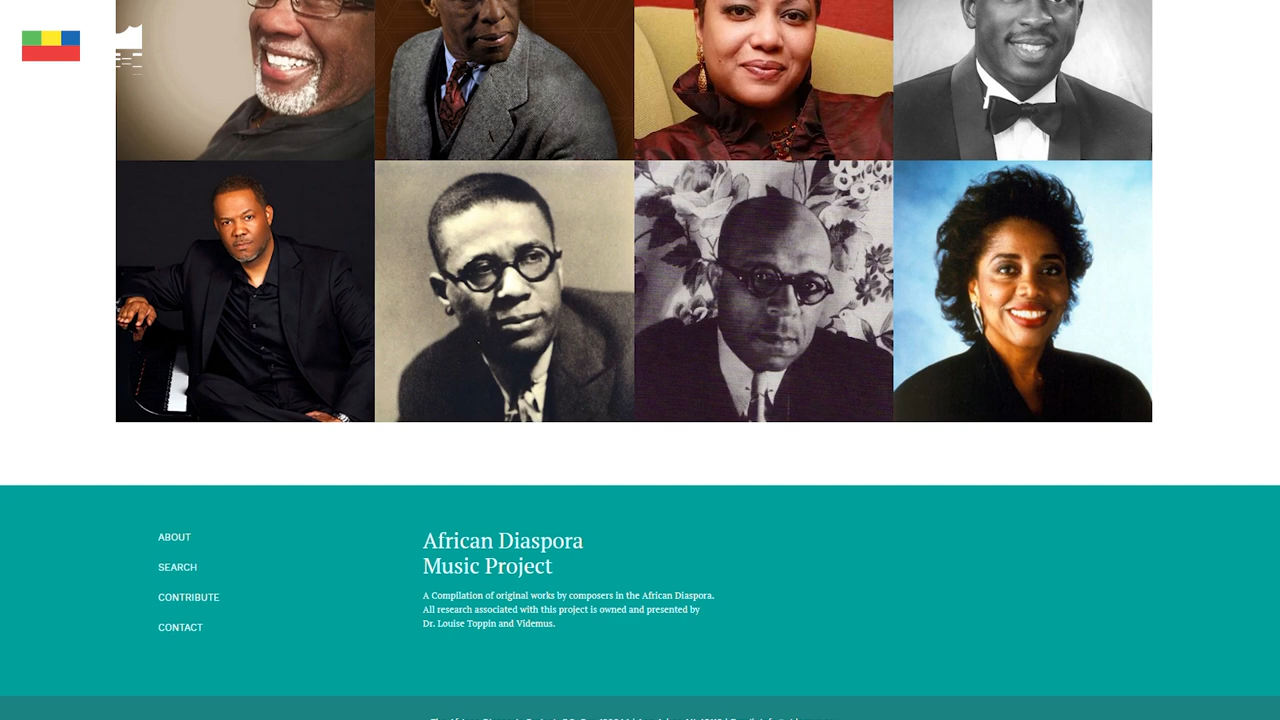 ABOUT
SEARCH
CONTRIBUTE
CONTACT
African Diaspora
Music Project
A Compilation of original works by composers in the African Diaspora.
All research associated with this project is owned and presented by
Dr. Louise Toppin and Videmus.